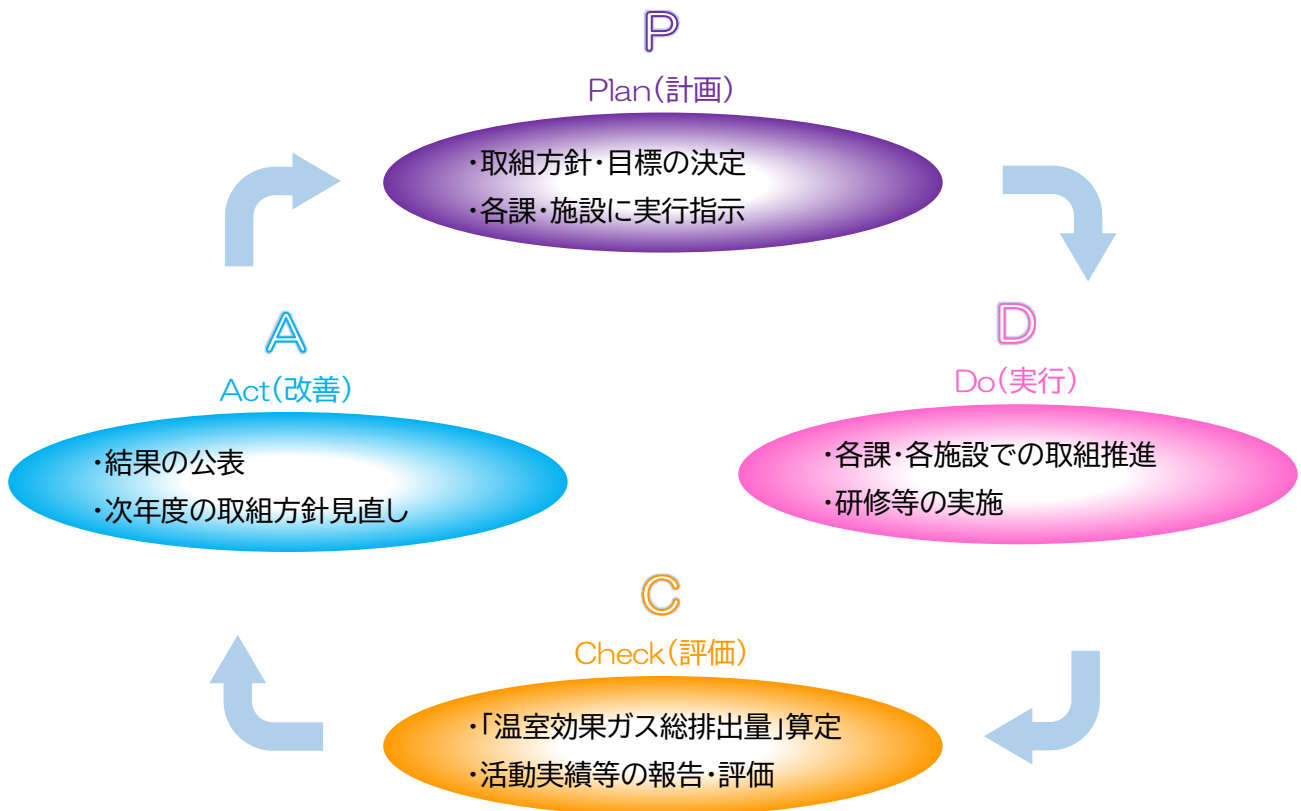 P
Plan(計画)
・取組方針・目標の決定
・各課・施設に実行指示
D
Do(実行)
・各課・各施設での取組推進
・研修等の実施
C
Check(評価)
・「温室効果ガス総排出量」算定
・活動実績等の報告・評価
A
Act(改善)
・結果の公表
・次年度の取組方針見直し